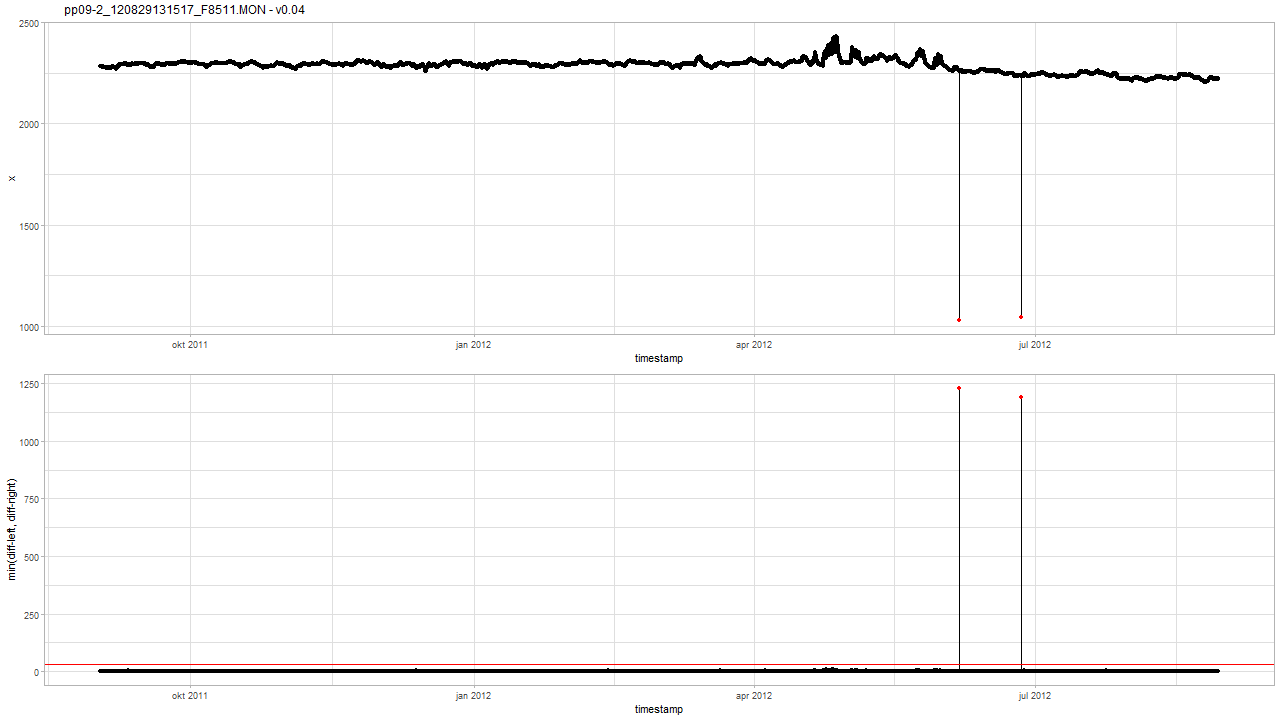 pp09-2_120829131517_F8511.MON - v0.04
2500
2000
x
1500
1000
okt 2011 jan 2012 apr 2012 jul 2012
timestamp
1250
1000
750
min(diff-left, diff-right)
500
250
0
okt 2011 jan 2012 apr 2012 jul 2012
timestamp